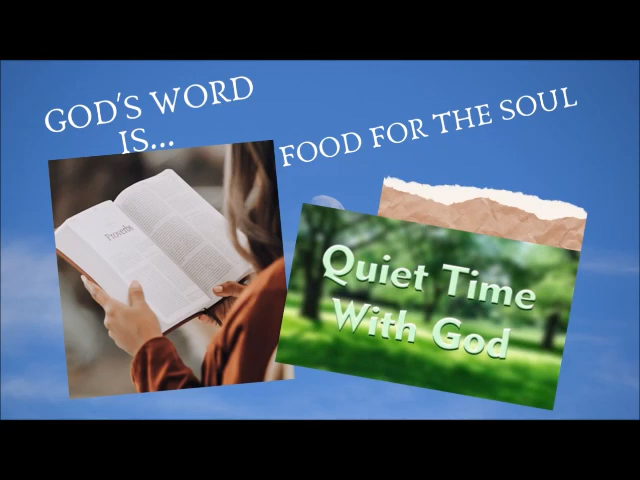 GOD'S WORD
IS...
FOOD FOR THE SOUL
Proverbs
Quiet Time
With God